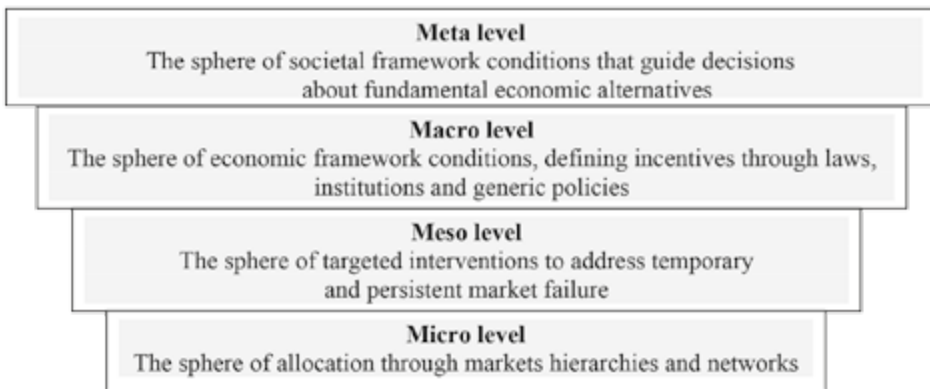 Meta level
The sphere of societal framework conditions that guide decisions
about fundamental economic alternatives
Macro level
The sphere of economic framework conditions, defining incentives through laws,
institutions and generic policies
Meso level
The sphere of targeted interventions to address temporary
and persistent market failure
Micro level
The sphere of allocation through markets hierarchies and networks